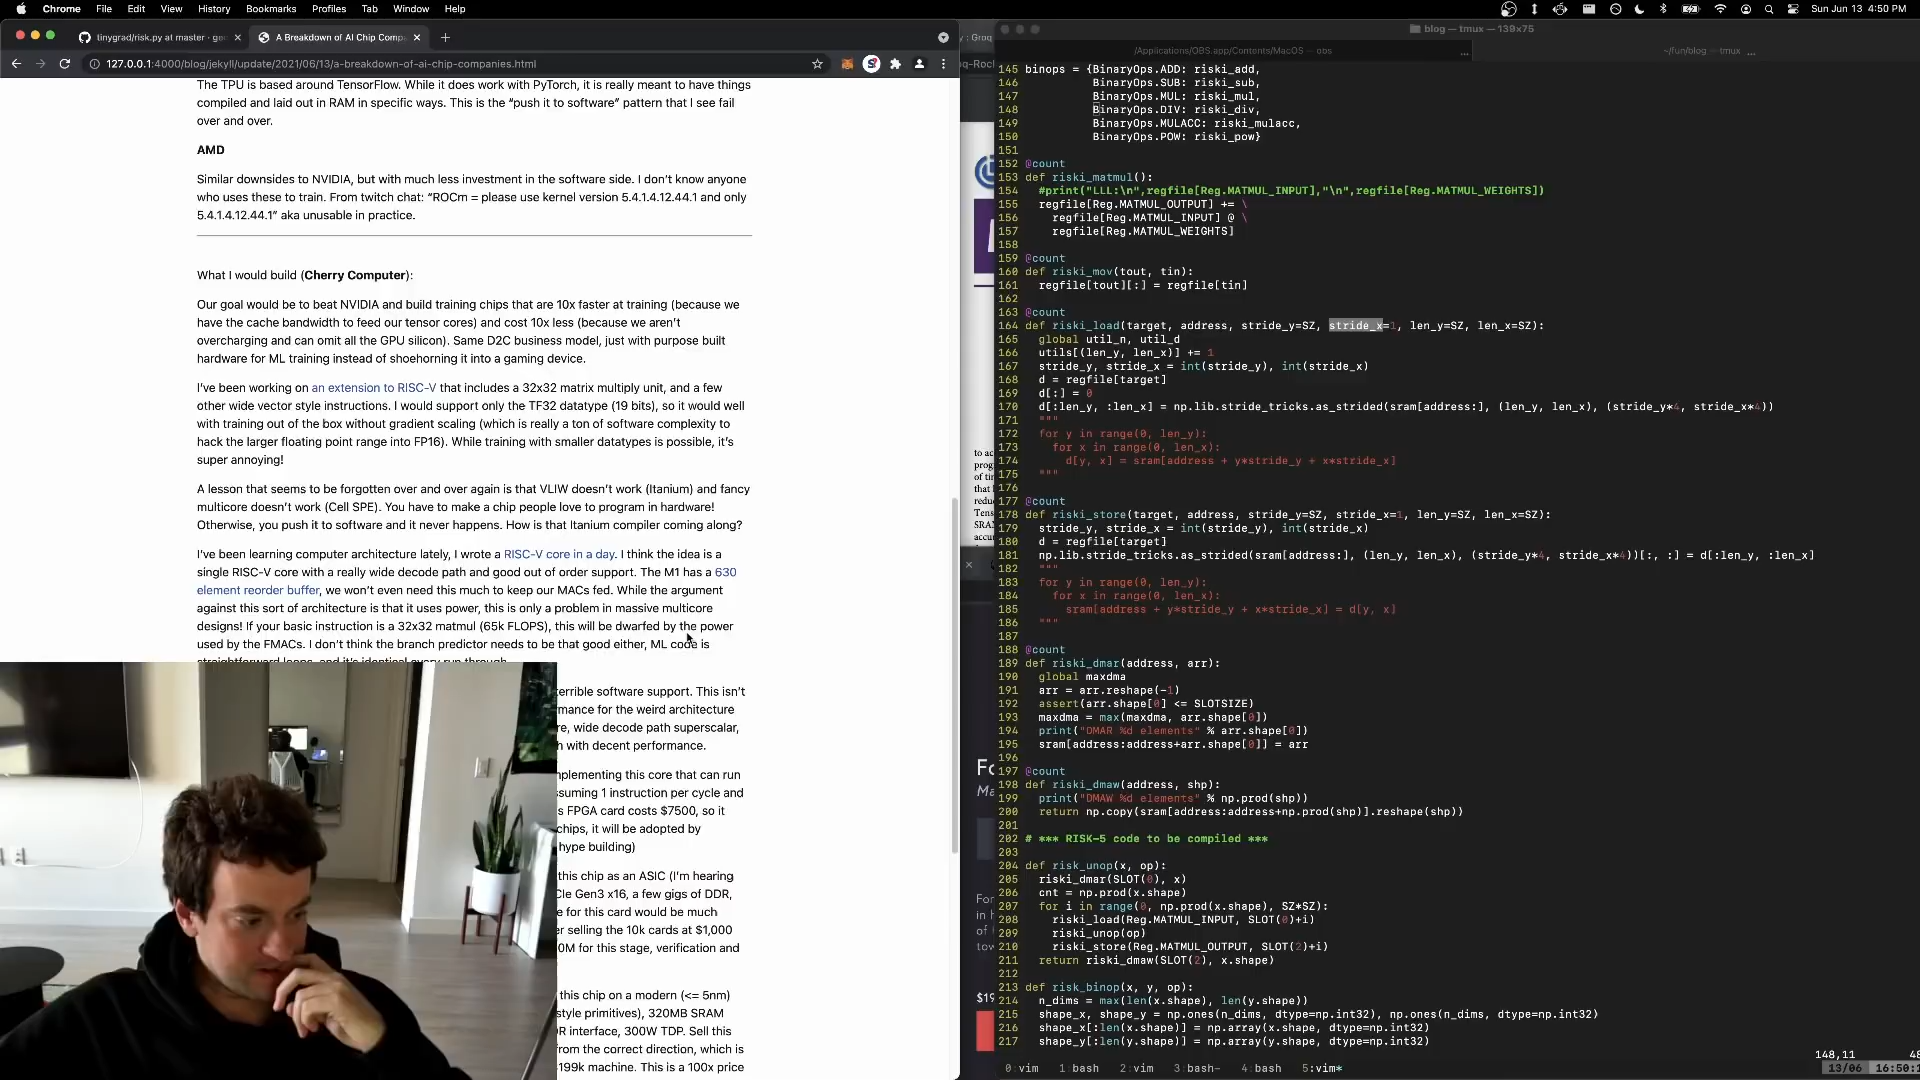 Chrome File Edit View History Bookmarks Profiles Tab Window Help
Sun Jun 13 4:50 PM
tinygrad/risk.py at master · geo
A Breakdown of AI Chip Comp
127.0.0.1:4000/blog/jekyll/update/2021/06/13/a-breakdown-of-ai-chip-companies.html
The TPU is based around TensorFlow. While it does work with PyTorch, it is really meant to have things
compiled and laid out in RAM in specific ways. This is the “push it to software” pattern that I see fail
over and over.
AMD
Similar downsides to NVIDIA, but with much less investment in the software side. I don’t know anyone
who uses these to train. From twitch chat: “ROCm = please use kernel version 5.4.1.4.12.44.1 and only
5.4.1.4.12.44.1” aka unusable in practice.
What I would build (Cherry Computer):
Our goal would be to beat NVIDIA and build training chips that are 10x faster at training (because we
have the cache bandwidth to feed our tensor cores) and cost 10x less (because we aren’t
overcharging and can omit all the GPU silicon). Same D2C business model, just with purpose built
hardware for ML training instead of shoehorning it into a gaming device.
I’ve been working on an extension to RISC-V that includes a 32x32 matrix multiply unit, and a few
other wide vector style instructions. I would support only the TF32 datatype (19 bits), so it would well
with training out of the box without gradient scaling (which is really a ton of software complexity to
hack the larger floating point range into FP16). While training with smaller datatypes is possible, it’s
super annoying!
A lesson that seems to be forgotten over and over again is that VLIW doesn’t work (Itanium) and fancy
multicore doesn’t work (Cell SPE). You have to make a chip people love to program in hardware!
Otherwise, you push it to software and it never happens. How is that Itanium compiler coming along?
I’ve been learning computer architecture lately, I wrote a RISC-V core in a day. I think the idea is a
single RISC-V core with a really wide decode path and good out of order support. The M1 has a 630
element reorder buffer, we won’t even need this much to keep our MACs fed. While the argument
against this sort of architecture is that it uses power, this is only a problem in massive multicore
designs! If your basic instruction is a 32x32 matmul (65k FLOPS), this will be dwarfed by the power
used by the FMACs. I don’t think the branch predictor needs to be that good either, ML code is
straightforward loops, and it’s identical every run through.
terrible software support. This isn’t
rmance for the weird architecture
re, wide decode path superscalar,
h with decent performance.
nplementing this core that can run
ssuming 1 instruction per cycle and
s FPGA card costs $7500, so it
chips, it will be adopted by
hype building)
this chip as an ASIC (I’m hearing
CIe Gen3 x16, a few gigs of DDR,
e for this card would be much
r selling the 10k cards at $1,000
0M for this stage, verification and
this chip on a modern (<= 5nm)
style primitives), 320MB SRAM
R interface, 300W TDP. Sell this
from the correct direction, which is
199k machine. This is a 100x price
blog — tmux — 139x75
/Applications/OBS.app/Contents/MacOS — obs
~/fun/blog — tmux
145 binops = {BinaryOps.ADD: riski_add,
146 BinaryOps.SUB: riski_sub,
147 BinaryOps.MUL: riski_mul,
148 BinaryOps.DIV: riski_div,
149 BinaryOps.MULACC: riski_mulacc,
150 BinaryOps.POW: riski_pow}
151
152 @count
153 def riski_matmul():
154 #print("LLL:\n",regfile[Reg.MATMUL_INPUT],"\n",regfile[Reg.MATMUL_WEIGHTS])
155 regfile[Reg.MATMUL_OUTPUT] += \
156 regfile[Reg.MATMUL_INPUT] @ \
157 regfile[Reg.MATMUL_WEIGHTS]
158
159 @count
160 def riski_mov(tout, tin):
161 regfile[tout][:] = regfile[tin]
162
163 @count
164 def riski_load(target, address, stride_y=SZ, stride_x=1, len_y=SZ, len_x=SZ):
165 global util_n, util_d
166 utils[(len_y, len_x)] += 1
167 stride_y, stride_x = int(stride_y), int(stride_x)
168 d = regfile[target]
169 d[:] = 0
170 d[:len_y, :len_x] = np.lib.stride_tricks.as_strided(sram[address:], (len_y, len_x), (stride_y*4, stride_x*4))
171 """
172 for y in range(0, len_y):
173 for x in range(0, len_x):
174 d[y, x] = sram[address + y*stride_y + x*stride_x]
175 """
176
177 @count
178 def riski_store(target, address, stride_y=SZ, stride_x=1, len_y=SZ, len_x=SZ):
179 stride_y, stride_x = int(stride_y), int(stride_x)
180 d = regfile[target]
181 np.lib.stride_tricks.as_strided(sram[address:], (len_y, len_x), (stride_y*4, stride_x*4))[:, :] = d[:len_y, :len_x]
182 """
183 for y in range(0, len_y):
184 for x in range(0, len_x):
185 sram[address + y*stride_y + x*stride_x] = d[y, x]
186 """
187
188 @count
189 def riski_dmar(address, arr):
190 global maxdma
191 arr = arr.reshape(-1)
192 assert(arr.shape[0] <= SLOTSIZE)
193 maxdma = max(maxdma, arr.shape[0])
194 print("DMAR %d elements" % arr.shape[0])
195 sram[address:address+arr.shape[0]] = arr
196
197 @count
198 def riski_dmaw(address, shp):
199 print("DMAW %d elements" % np.prod(shp))
200 return np.copy(sram[address:address+np.prod(shp)].reshape(shp))
201
202 # *** RISK-5 code to be compiled ***
203
204 def risk_unop(x, op):
205 riski_dmar(SLOT(0), x)
206 cnt = np.prod(x.shape)
207 for i in range(0, np.prod(x.shape), SZ*SZ):
208 riski_load(Reg.MATMUL_INPUT, SLOT(0)+i)
209 riski_unop(op)
210 riski_store(Reg.MATMUL_OUTPUT, SLOT(2)+i)
211 return riski_dmaw(SLOT(2), x.shape)
212
213 def risk_binop(x, y, op):
214 n_dims = max(len(x.shape), len(y.shape))
215 shape_x, shape_y = np.ones(n_dims, dtype=np.int32), np.ones(n_dims, dtype=np.int32)
216 shape_x[:len(x.shape)] = np.array(x.shape, dtype=np.int32)
217 shape_y[:len(y.shape)] = np.array(y.shape, dtype=np.int32)
148,11 48
0:vim 1:bash 2:vim 3:bash- 4:bash 5:vim* 13/06 16:50: